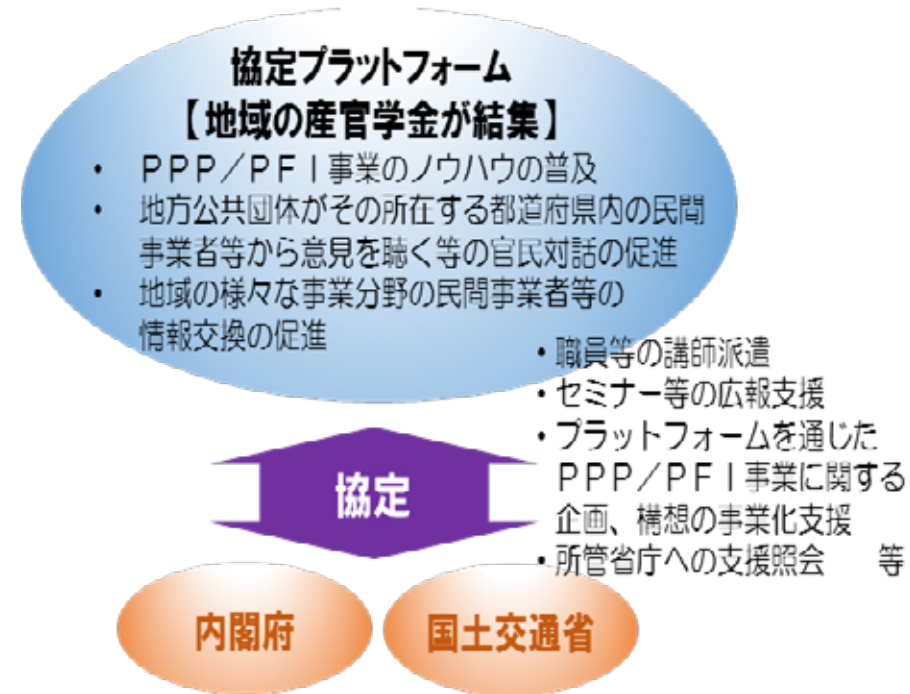 協定プラットフォーム
【地域の産官学金が結集】
・ ＰＰＰ／ＰＦＩ事業のノウハウの普及
・ 地方公共団体がその所在する都道府県内の民間
事業者等から意見を聴く等の官民対話の促進
・ 地域の様々な事業分野の民間事業者等の
情報交換の促進
・職員等の講師派遣
・セミナー等の広報支援
・プラットフォームを通じた
ＰＰＰ／ＰＦＩ事業に関する
企画、構想の事業化支援
・所管省庁への支援照会　等
協定
内閣府
国土交通省